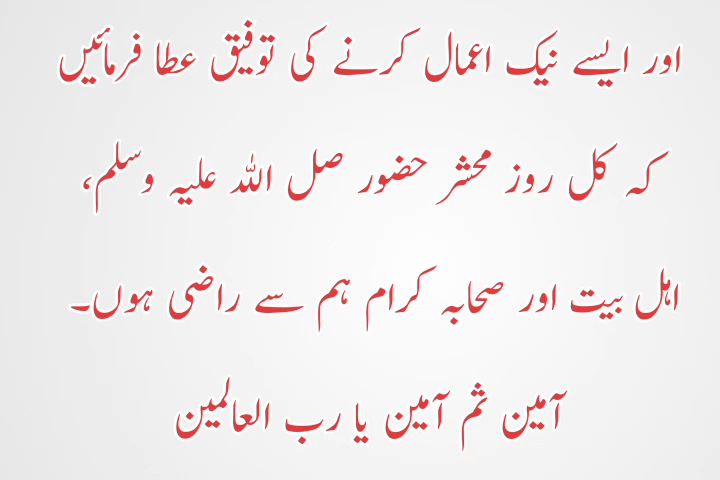 اور ایسے نیک اعمال کرنے کی توفیق عطا فرمائیں
کہ کل روز محشر حضور صل اللہ علیہ وسلم،
اہل بیت اور صحابہ کرام ہم سے راضی ہوں۔
آمین ثم آمین یا رب العالمین